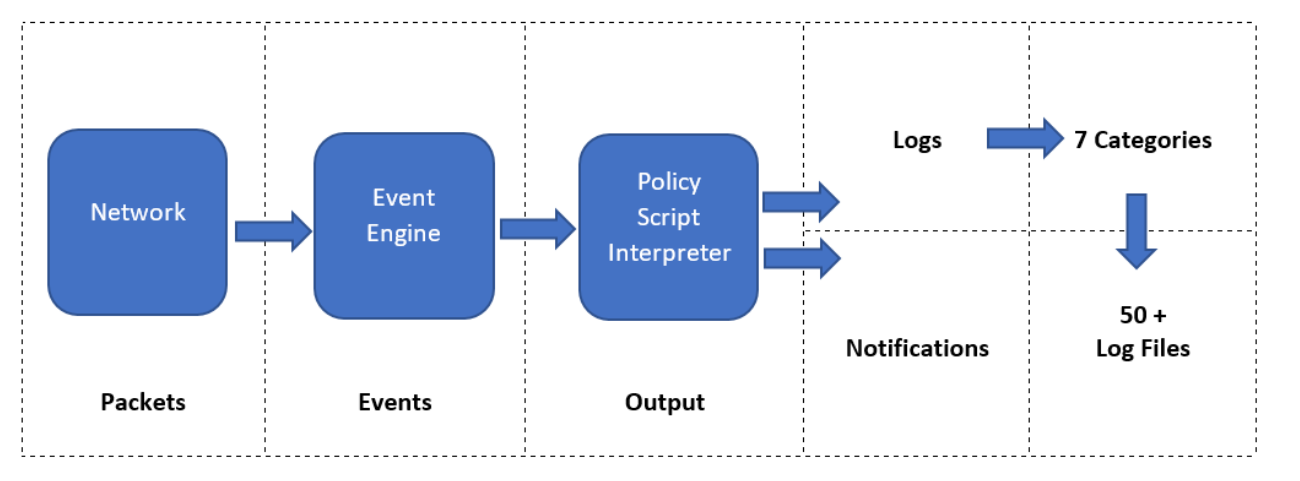 Network
Packets
Event
Engine
Events
Policy
Script
Interpreter
Output
Logs
7 Categories
Notifications
50 +
Log Files